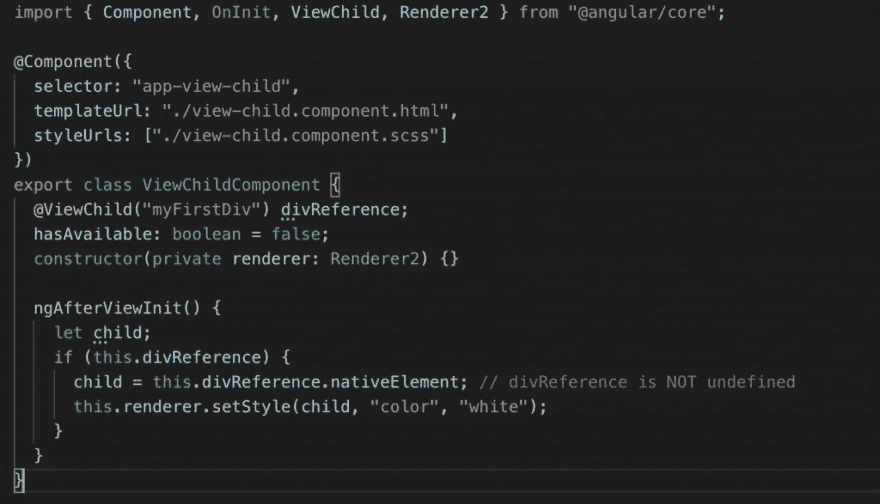 import { Component, OnInit, ViewChild, Renderer2 } from "@angular/core";

@Component({
  selector: "app-view-child",
  templateUrl: "./view-child.component.html",
  styleUrls: ["./view-child.component.scss"]
})
export class ViewChildComponent {
  @ViewChild("myFirstDiv") divReference;
  hasAvailable: boolean = false;
  constructor(private renderer: Renderer2) {}

  ngAfterViewInit() {
    let child;
    if (this.divReference) {
      child = this.divReference.nativeElement; // divReference is NOT undefined
      this.renderer.setStyle(child, "color", "white");
    }
  }
}